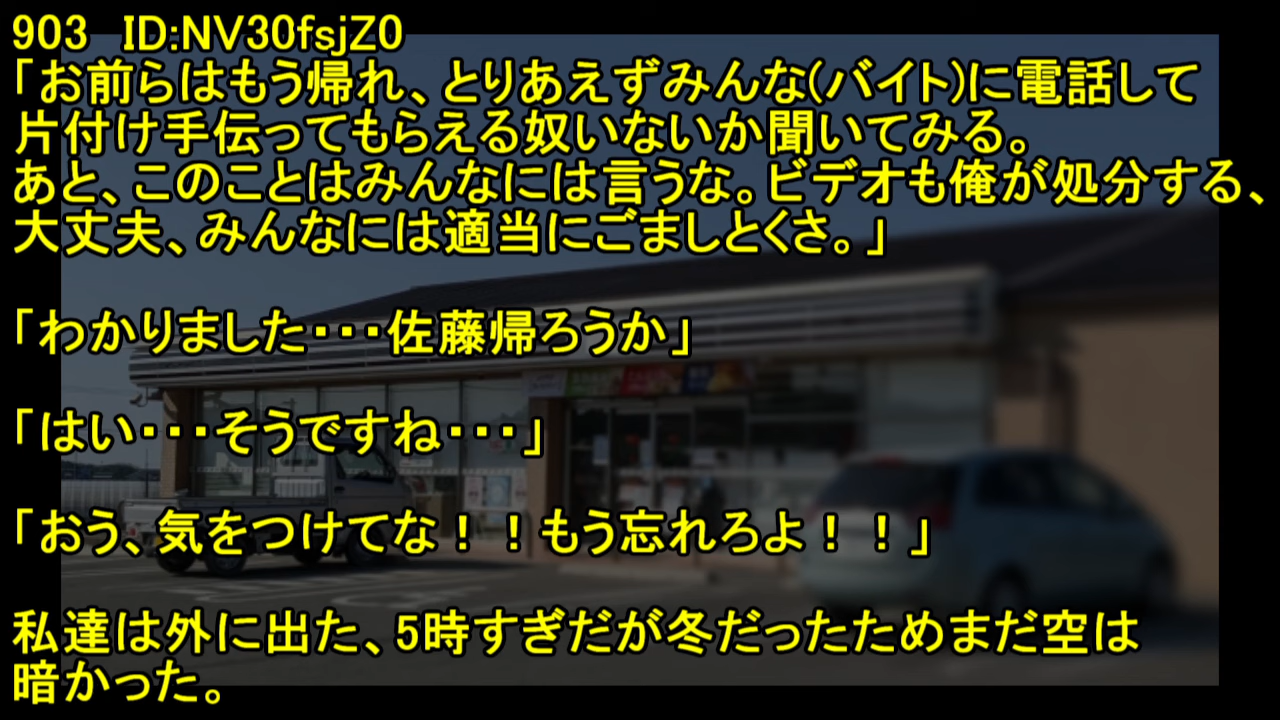 903 ID:NV30fsjZ0
「お前らはもう帰れ、とりあえずみんな(バイト)に電話して
片付け手伝ってもらえる奴いないか聞いてみる。
あと、このことはみんなには言うな。ビデオも俺が処分する、
大丈夫、みんなには適当にごましとくさ。」
「わかりました・・・佐藤帰ろうか」
「はい・・・そうですね・・・」
「おう、気をつけてな！！もう忘れろよ！！」
私達は外に出た、5時すぎだが冬だったためまだ空は
暗かった。